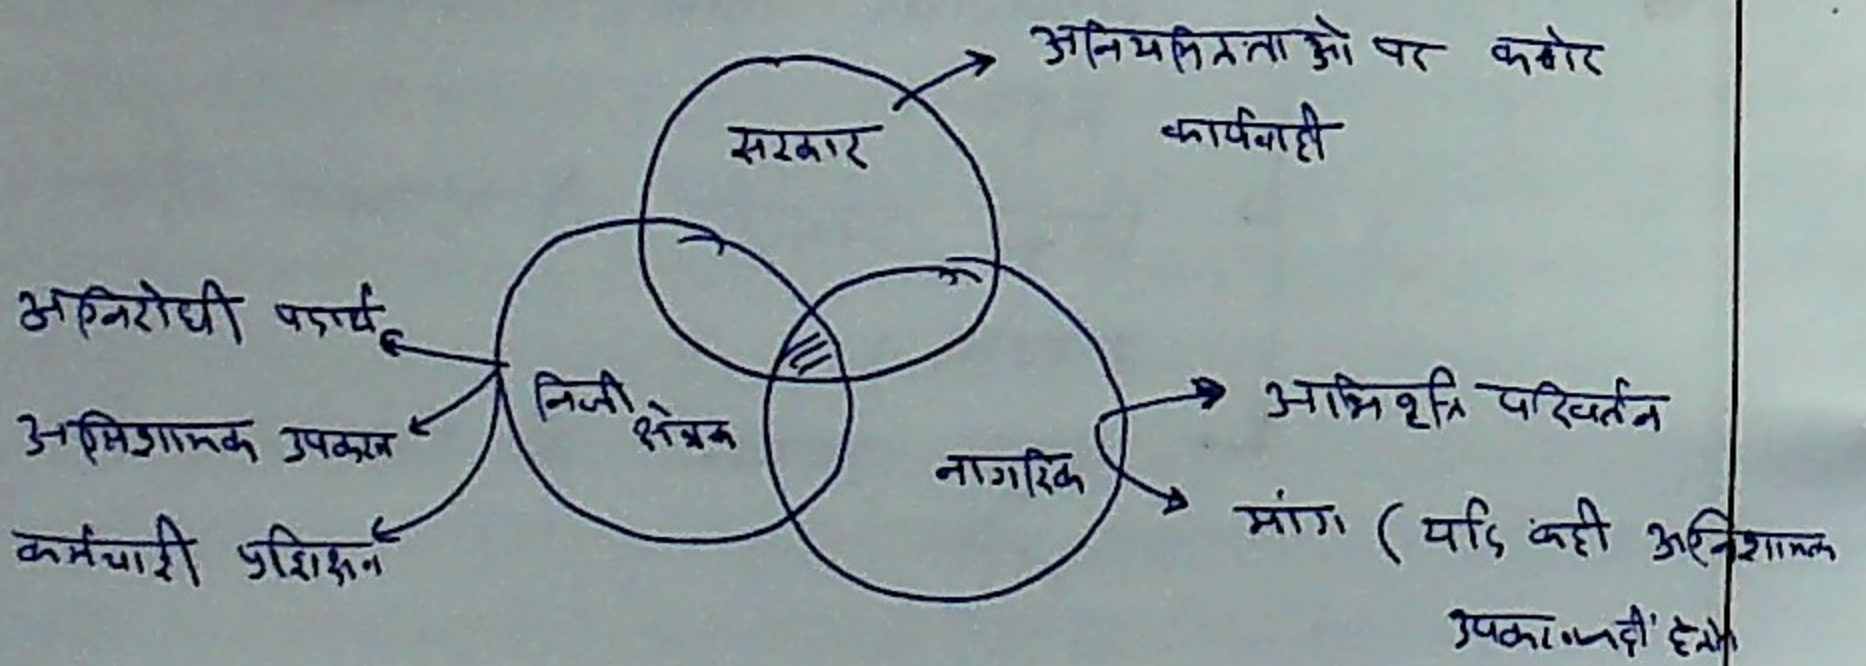 अनियमितताओ पर कठोर
कार्यवाही
सरकार
अग्निरोधी पदार्थ
अग्निशामक उपकरण
कर्मचारी प्रशिक्षण
निजी
क्षेत्रक
नागरिक
अभिवृत्ति परिवर्तन
मांग ( यदि कही अग्निशामक
उपकरण नहीं